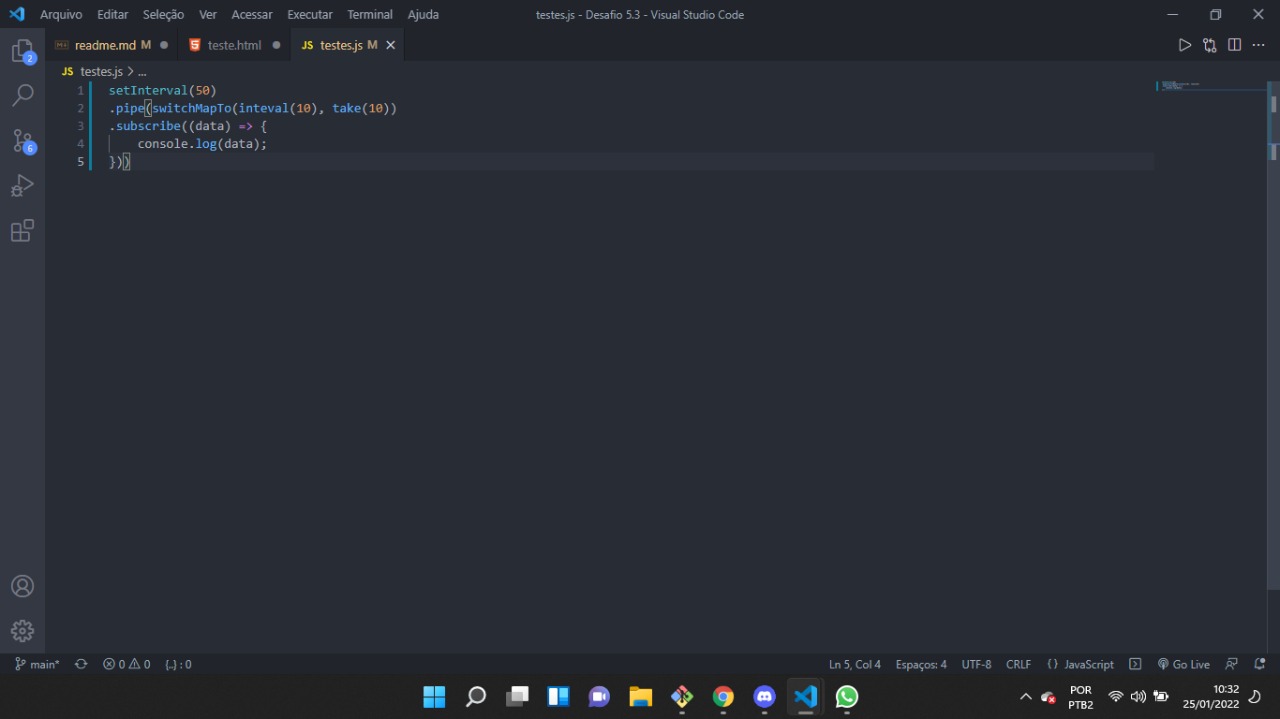 Arquivo Editar Seleção Ver Acessar Executar Terminal Ajuda testes.js - Desafio 5.3 - Visual Studio Code
2 readme.md M teste.html JS testes.js M
JS testes.js > ...
1 setInterval(50)
2 .pipe(switchMapTo(inteval(10), take(10))
3 .subscribe((data) => {
4 console.log(data);
5 }))
6
main* 0 0 {..} : 0 Ln 5, Col 4 Espaços: 4 UTF-8 CRLF {} JavaScript Go Live
POR
PTB2
10:32
25/01/2022